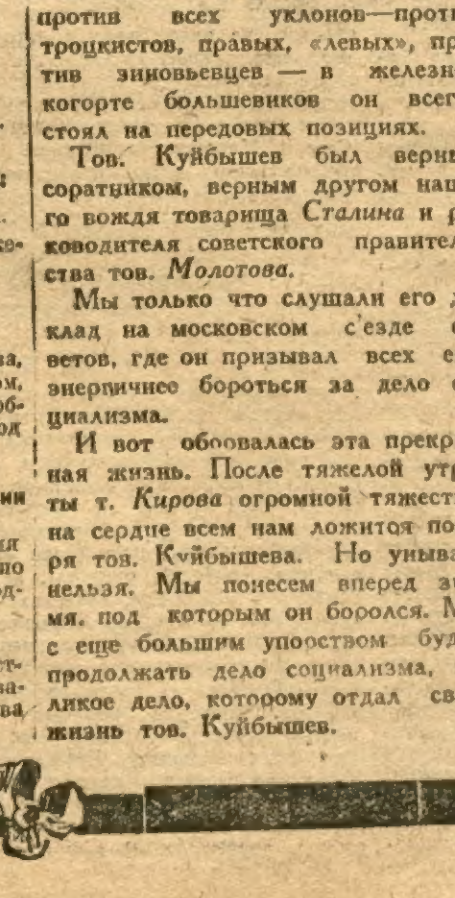 против всех уклонов—проти
троцкистов, правых, «левых», пр
тив зиновьевцев — в железн
когорте большевиков он всег
стоял на передовых позициях.
Тов. Куйбышев был верны
соратником, верным другом наш
го вождя товарища Сталина и р
ководителя советского правител
ства тов. Молотова.
Мы только что слушали его д
клад на московском с'езде с
ветов, где он призывал всех е
энергичнее бороться за дело с
циализма.
И вот оборвалась эта прекр
ная жизнь. После тяжелой утр
ты т. Кирова огромной тяжест
на сердце всем нам ложится по
ря тов. Куйбышева. Но уныва
нельзя. Мы понесем вперед з
мя, под которым он боролся. М
с еще большим упорством буд
продолжать дело социализма,
ликое дело, которому отдал св
жизнь тов. Куйбышев.